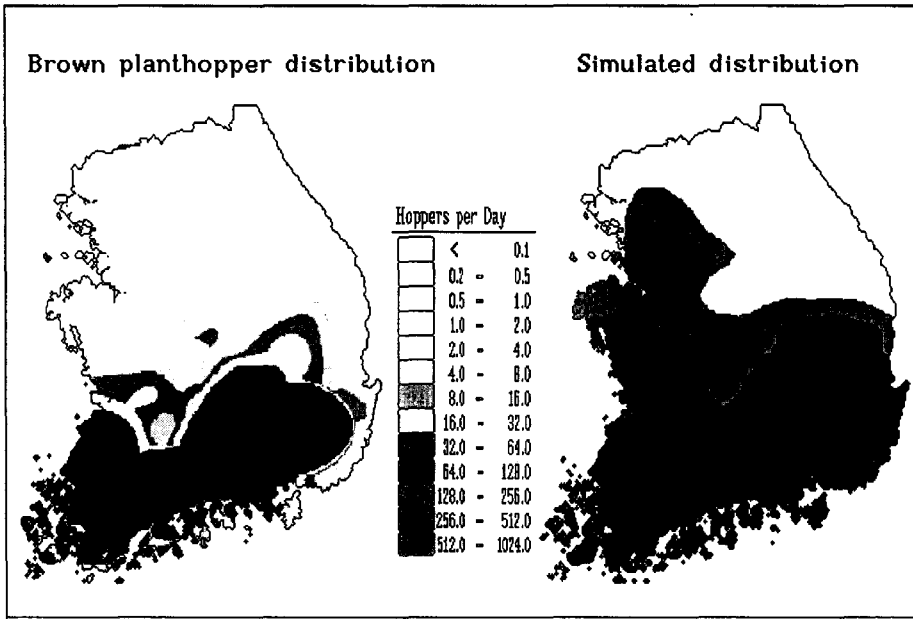 Brown planthopper distribution
Simulated distribution
Hoppers per Day
< 0.1
0.2 - 0.5
0.5 - 1.0
1.0 - 2.0
2.0 - 4.0
4.0 - 8.0
8.0 - 16.0
16.0 - 32.0
32.0 - 64.0
64.0 - 128.0
128.0 - 256.0
256.0 - 512.0
512.0 - 1024.0